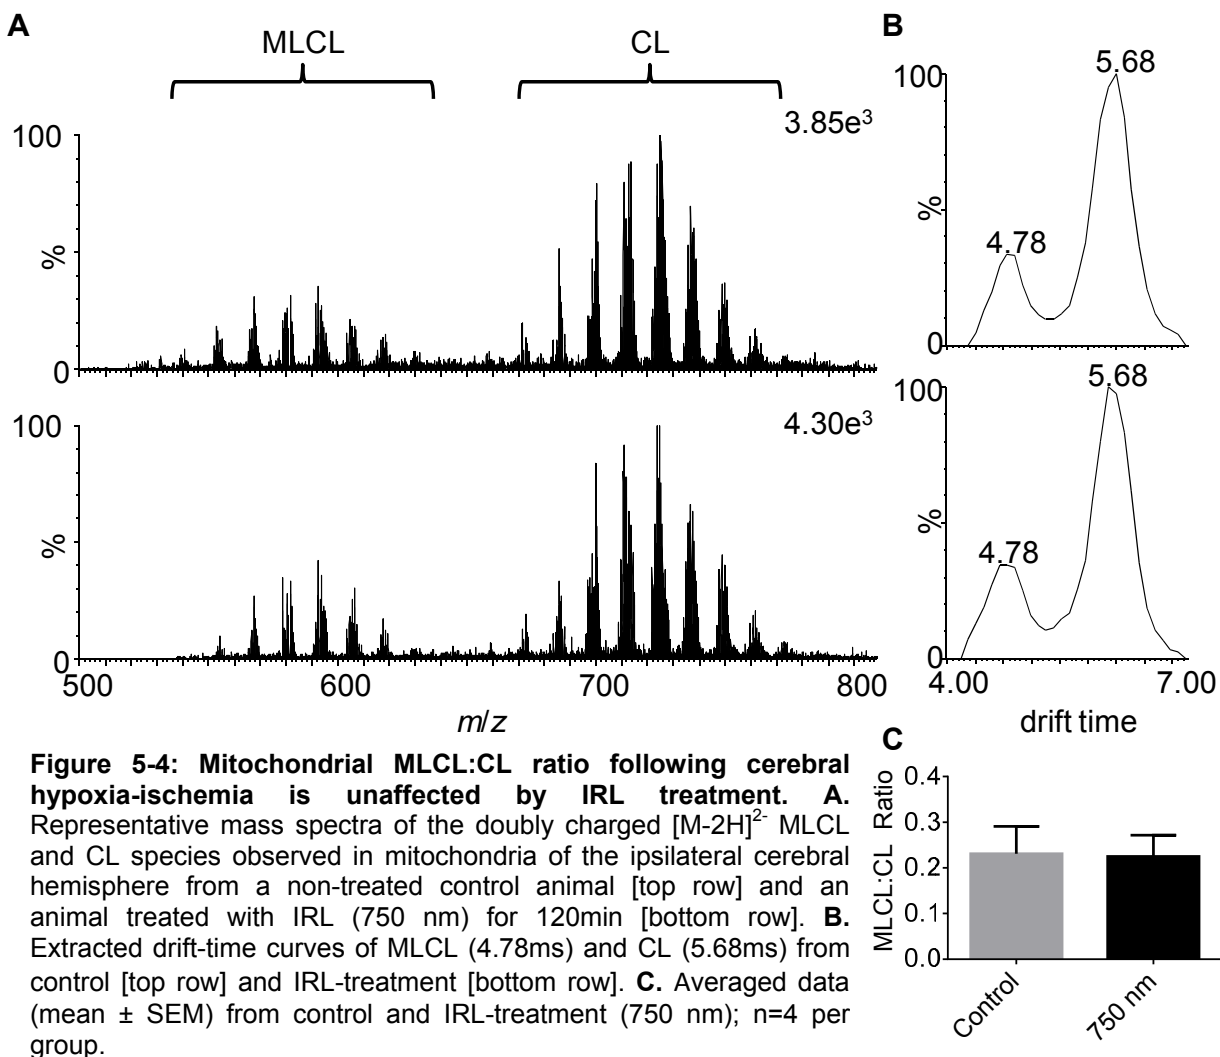 A
MLCL
CL
3.85e³
100
%
0
4.30e³
100
%
0
500
600
700
800
m/z
B
5.68
100
4.78
%
0
5.68
100
4.78
%
0
4.00
7.00
drift time
Figure 5-4: Mitochondrial MLCL:CL ratio following cerebral
hypoxia-ischemia is unaffected by IRL treatment. A.
Representative mass spectra of the doubly charged [M-2H]²⁻ MLCL
and CL species observed in mitochondria of the ipsilateral cerebral
hemisphere from a non-treated control animal [top row] and an
animal treated with IRL (750 nm) for 120min [bottom row]. B.
Extracted drift-time curves of MLCL (4.78ms) and CL (5.68ms) from
control [top row] and IRL-treatment [bottom row]. C. Averaged data
(mean ± SEM) from control and IRL-treatment (750 nm); n=4 per
group.
C
MLCL:CL Ratio
0.4
0.3
0.2
0.1
0.0
Control
750 nm